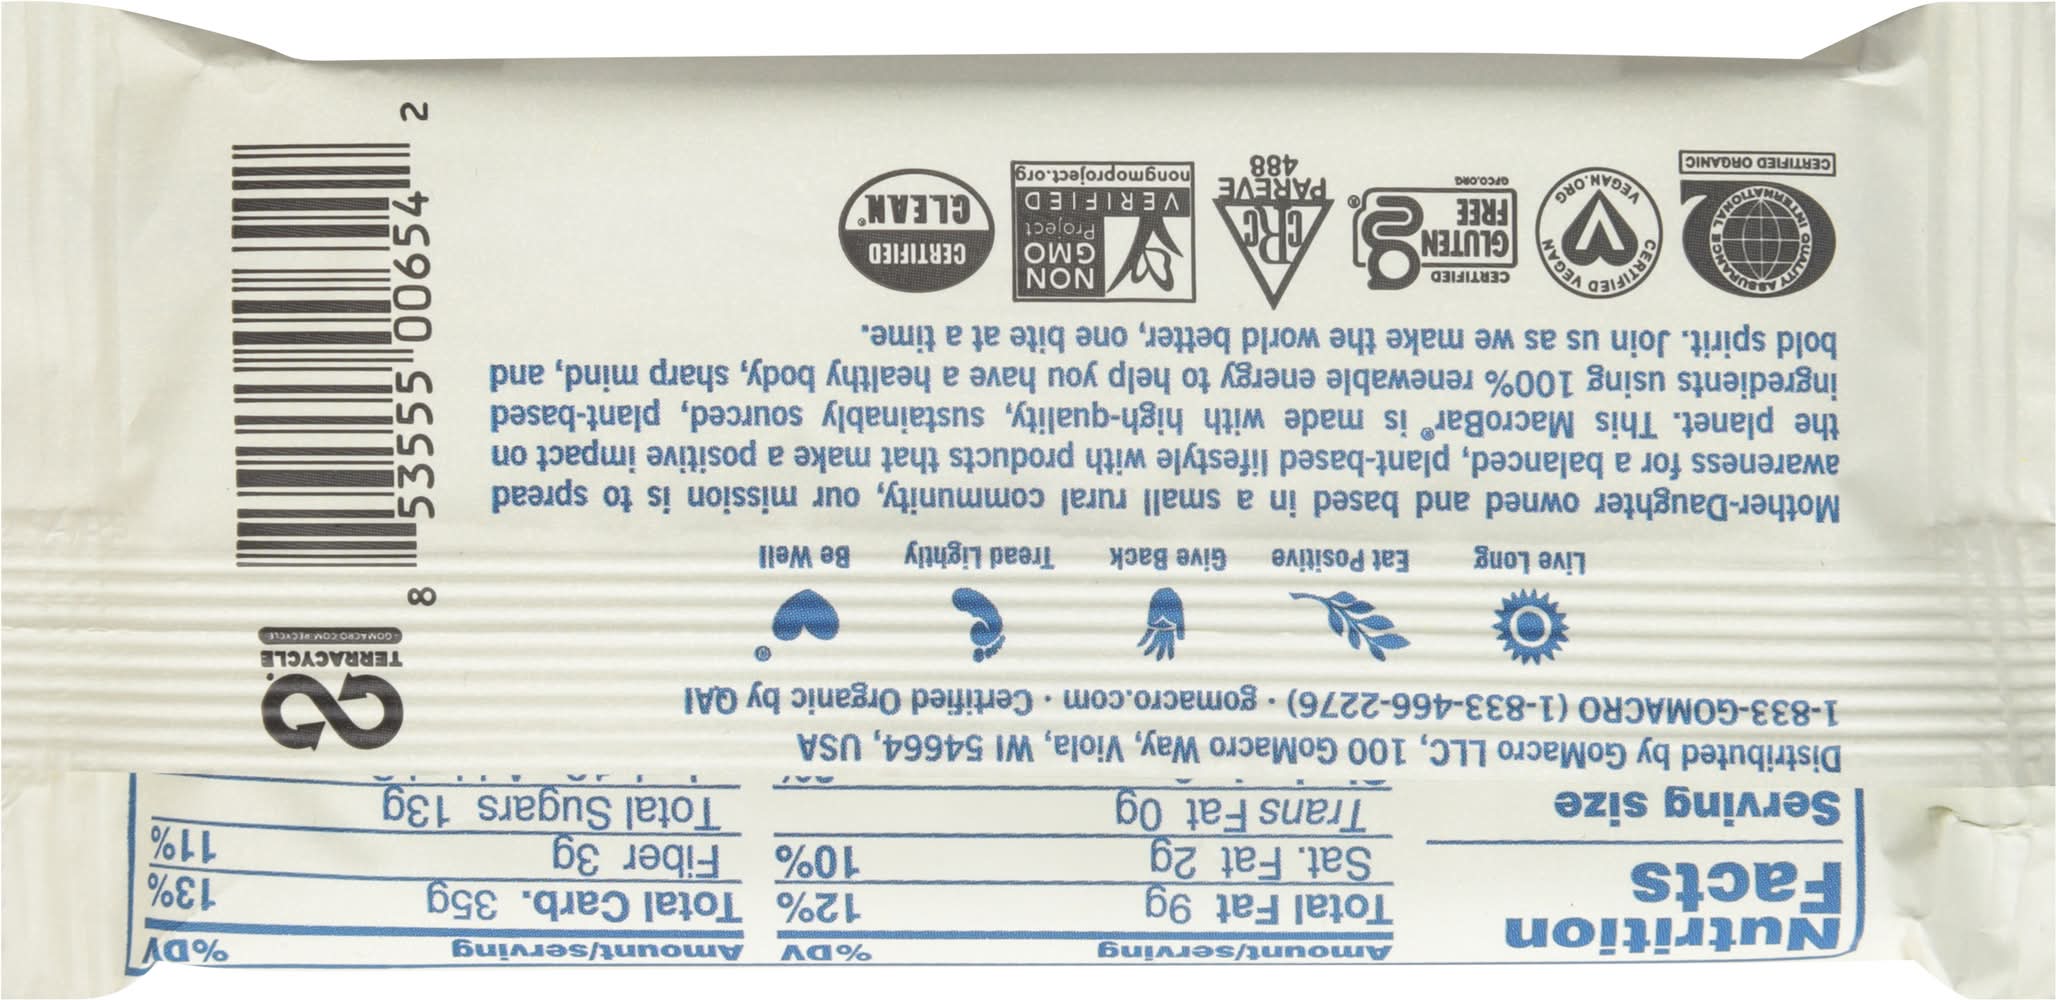 Nutrition
Facts
Serving size
Amount/serving %DV
Total Fat 9g 12%
Sat. Fat 2g 10%
Trans Fat 0g
Amount/serving %DV
Total Carb. 35g 13%
Fiber 3g 11%
Total Sugars 13g
Distributed by GoMacro LLC, 100 GoMacro Way, Viola, WI 54664, USA
1-833-GOMACRO (1-833-466-2276) · gomacro.com · Certified Organic by QAI
TERRACYCLE
GOMACRO.COM/RECYCLE
®
Live Long
Eat Positive
Give Back
Tread Lightly
Be Well
Mother-Daughter owned and based in a small rural community, our mission is to spread
awareness for a balanced, plant-based lifestyle with products that make a positive impact on
the planet. This MacroBar® is made with high-quality, sustainably sourced, plant-based
ingredients using 100% renewable energy to help you have a healthy body, sharp mind, and
bold spirit. Join us as we make the world better, one bite at a time.
QUALITY ASSURANCE INTERNATIONAL
CERTIFIED ORGANIC
CERTIFIED VEGAN
VEGAN.ORG
CERTIFIED
GLUTEN
FREE
®
GFCO.ORG
CRC
PAREVE
488
NON
GMO
Project
VERIFIED
nongmoproject.org
CERTIFIED
CLEAN®
8 53555 00654 2